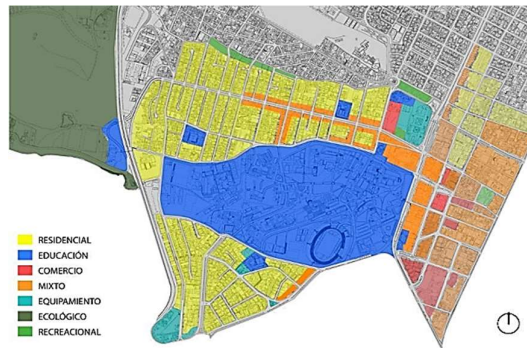 RESIDENCIAL
EDUCACIÓN
COMERCIO
MIXTO
EQUIPAMIENTO
ECOLÓGICO
RECREACIONAL